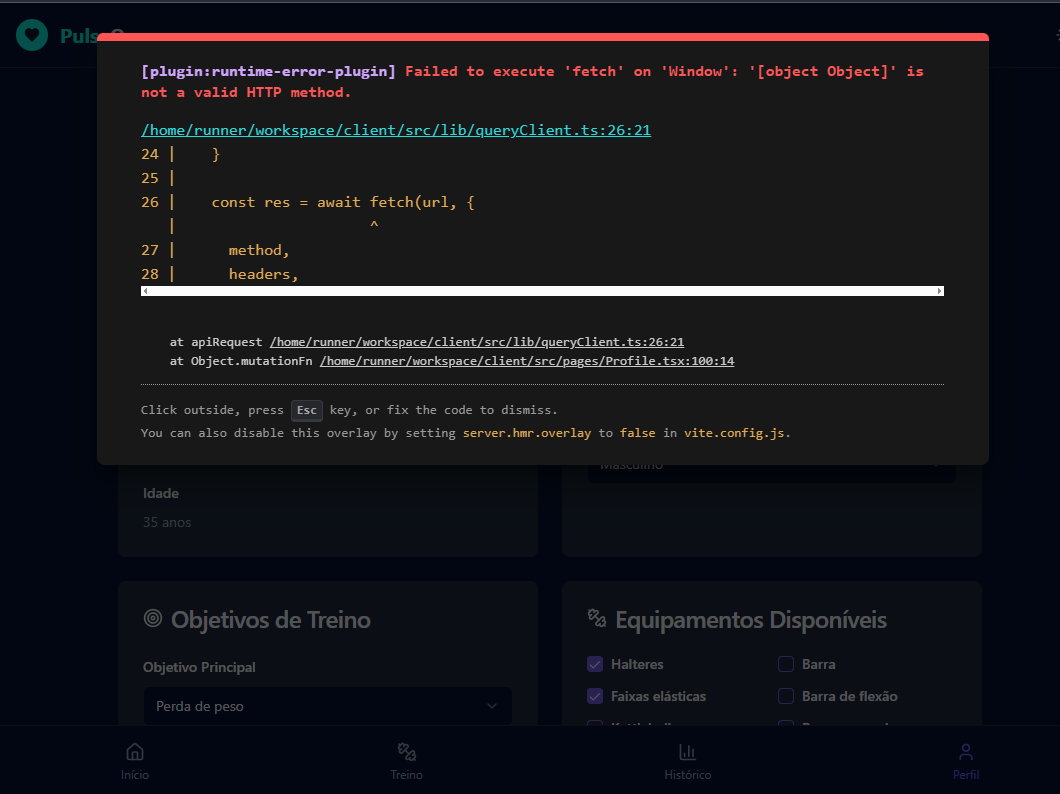 Puls
[plugin:runtime-error-plugin] Failed to execute 'fetch' on 'Window': '[object Object]' is
not a valid HTTP method.
/home/runner/workspace/client/src/lib/queryClient.ts:26:21
24 |    }
25 |
26 |    const res = await fetch(url, {
   |                      ^
27 |      method,
28 |      headers,
at apiRequest /home/runner/workspace/client/src/lib/queryClient.ts:26:21
at Object.mutationFn /home/runner/workspace/client/src/pages/Profile.tsx:100:14
Click outside, press Esc key, or fix the code to dismiss.
You can also disable this overlay by setting server.hmr.overlay to false in vite.config.js.
Masculino
Idade
35 anos
Objetivos de Treino
Objetivo Principal
Perda de peso
Equipamentos Disponíveis
Halteres
Barra
Faixas elásticas
Barra de flexão
Início
Treino
Histórico
Perfil